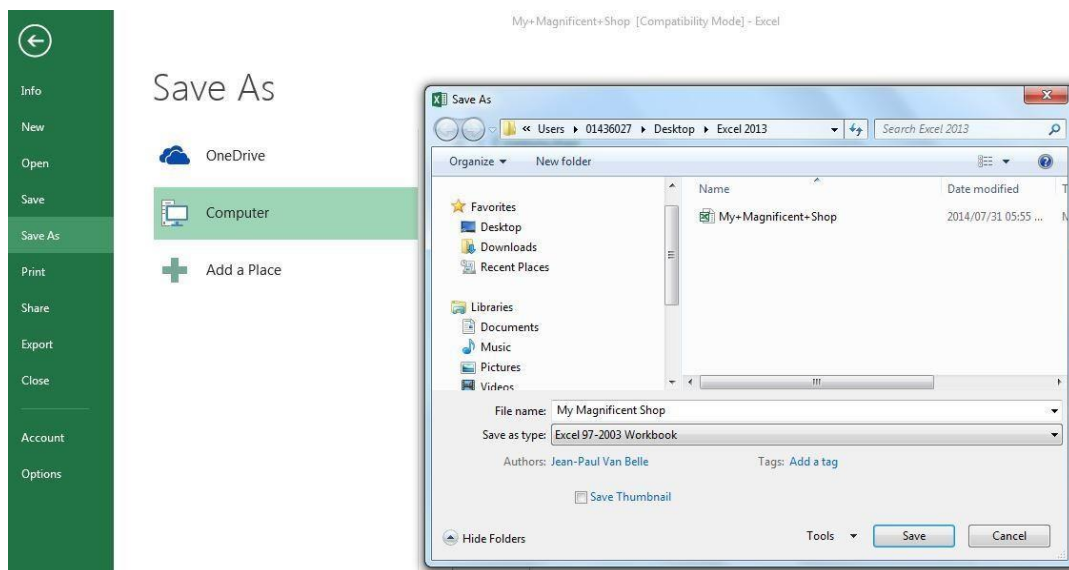 My+Magnificent+Shop [Compatibility Mode] - Excel
Info
New
Open
Save
Save As
Print
Share
Export
Close
Account
Options
Save As
OneDrive
Computer
Add a Place
Save As
« Users ▸ 01436027 ▸ Desktop ▸ Excel 2013
Search Excel 2013
Organize New folder
Favorites
Desktop
Downloads
Recent Places
Libraries
Documents
Music
Pictures
Videos
Name Date modified T
My+Magnificent+Shop 2014/07/31 05:55 ...
File name: My Magnificent Shop
Save as type: Excel 97-2003 Workbook
Authors: Jean-Paul Van Belle Tags: Add a tag
Save Thumbnail
Hide Folders Tools Save Cancel